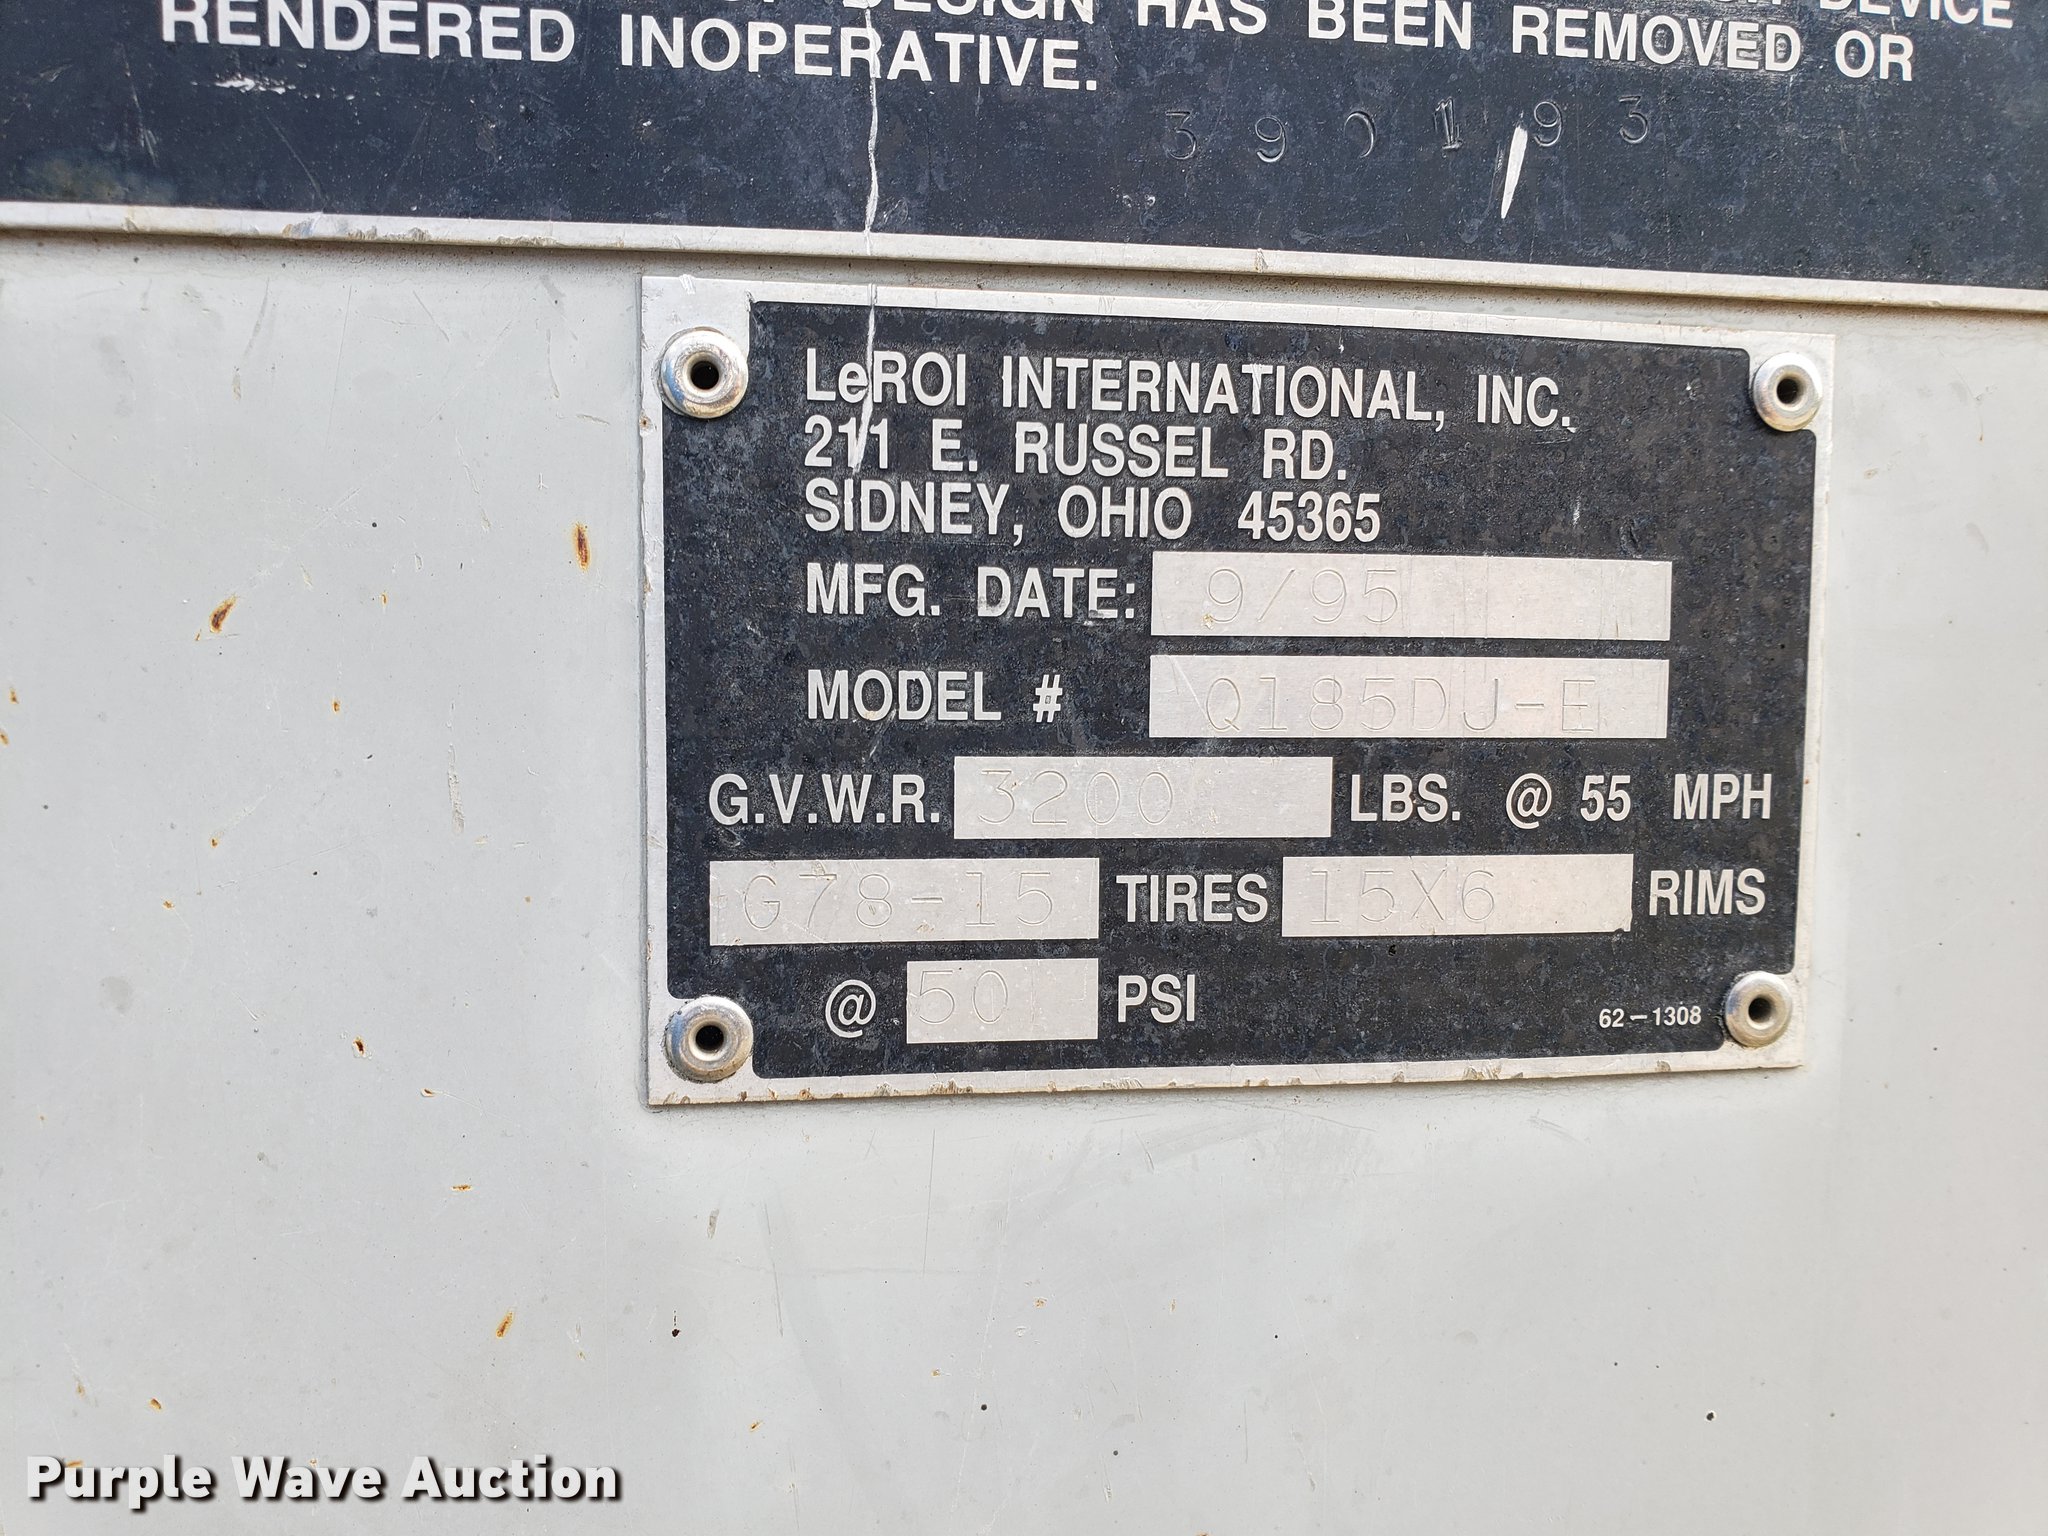 DESIGN HAS BEEN REMOVED OR
DEVICE
RENDERED INOPERATIVE.
390193
LeROI INTERNATIONAL, INC.
211 E. RUSSEL RD.
SIDNEY, OHIO 45365
MFG. DATE: 9/95
MODEL # Q185DJ-E
G.V.W.R. 3200 LBS. @ 55 MPH
G78-15 TIRES 15X6 RIMS
@ 50 PSI
62-1308
Purple Wave Auction